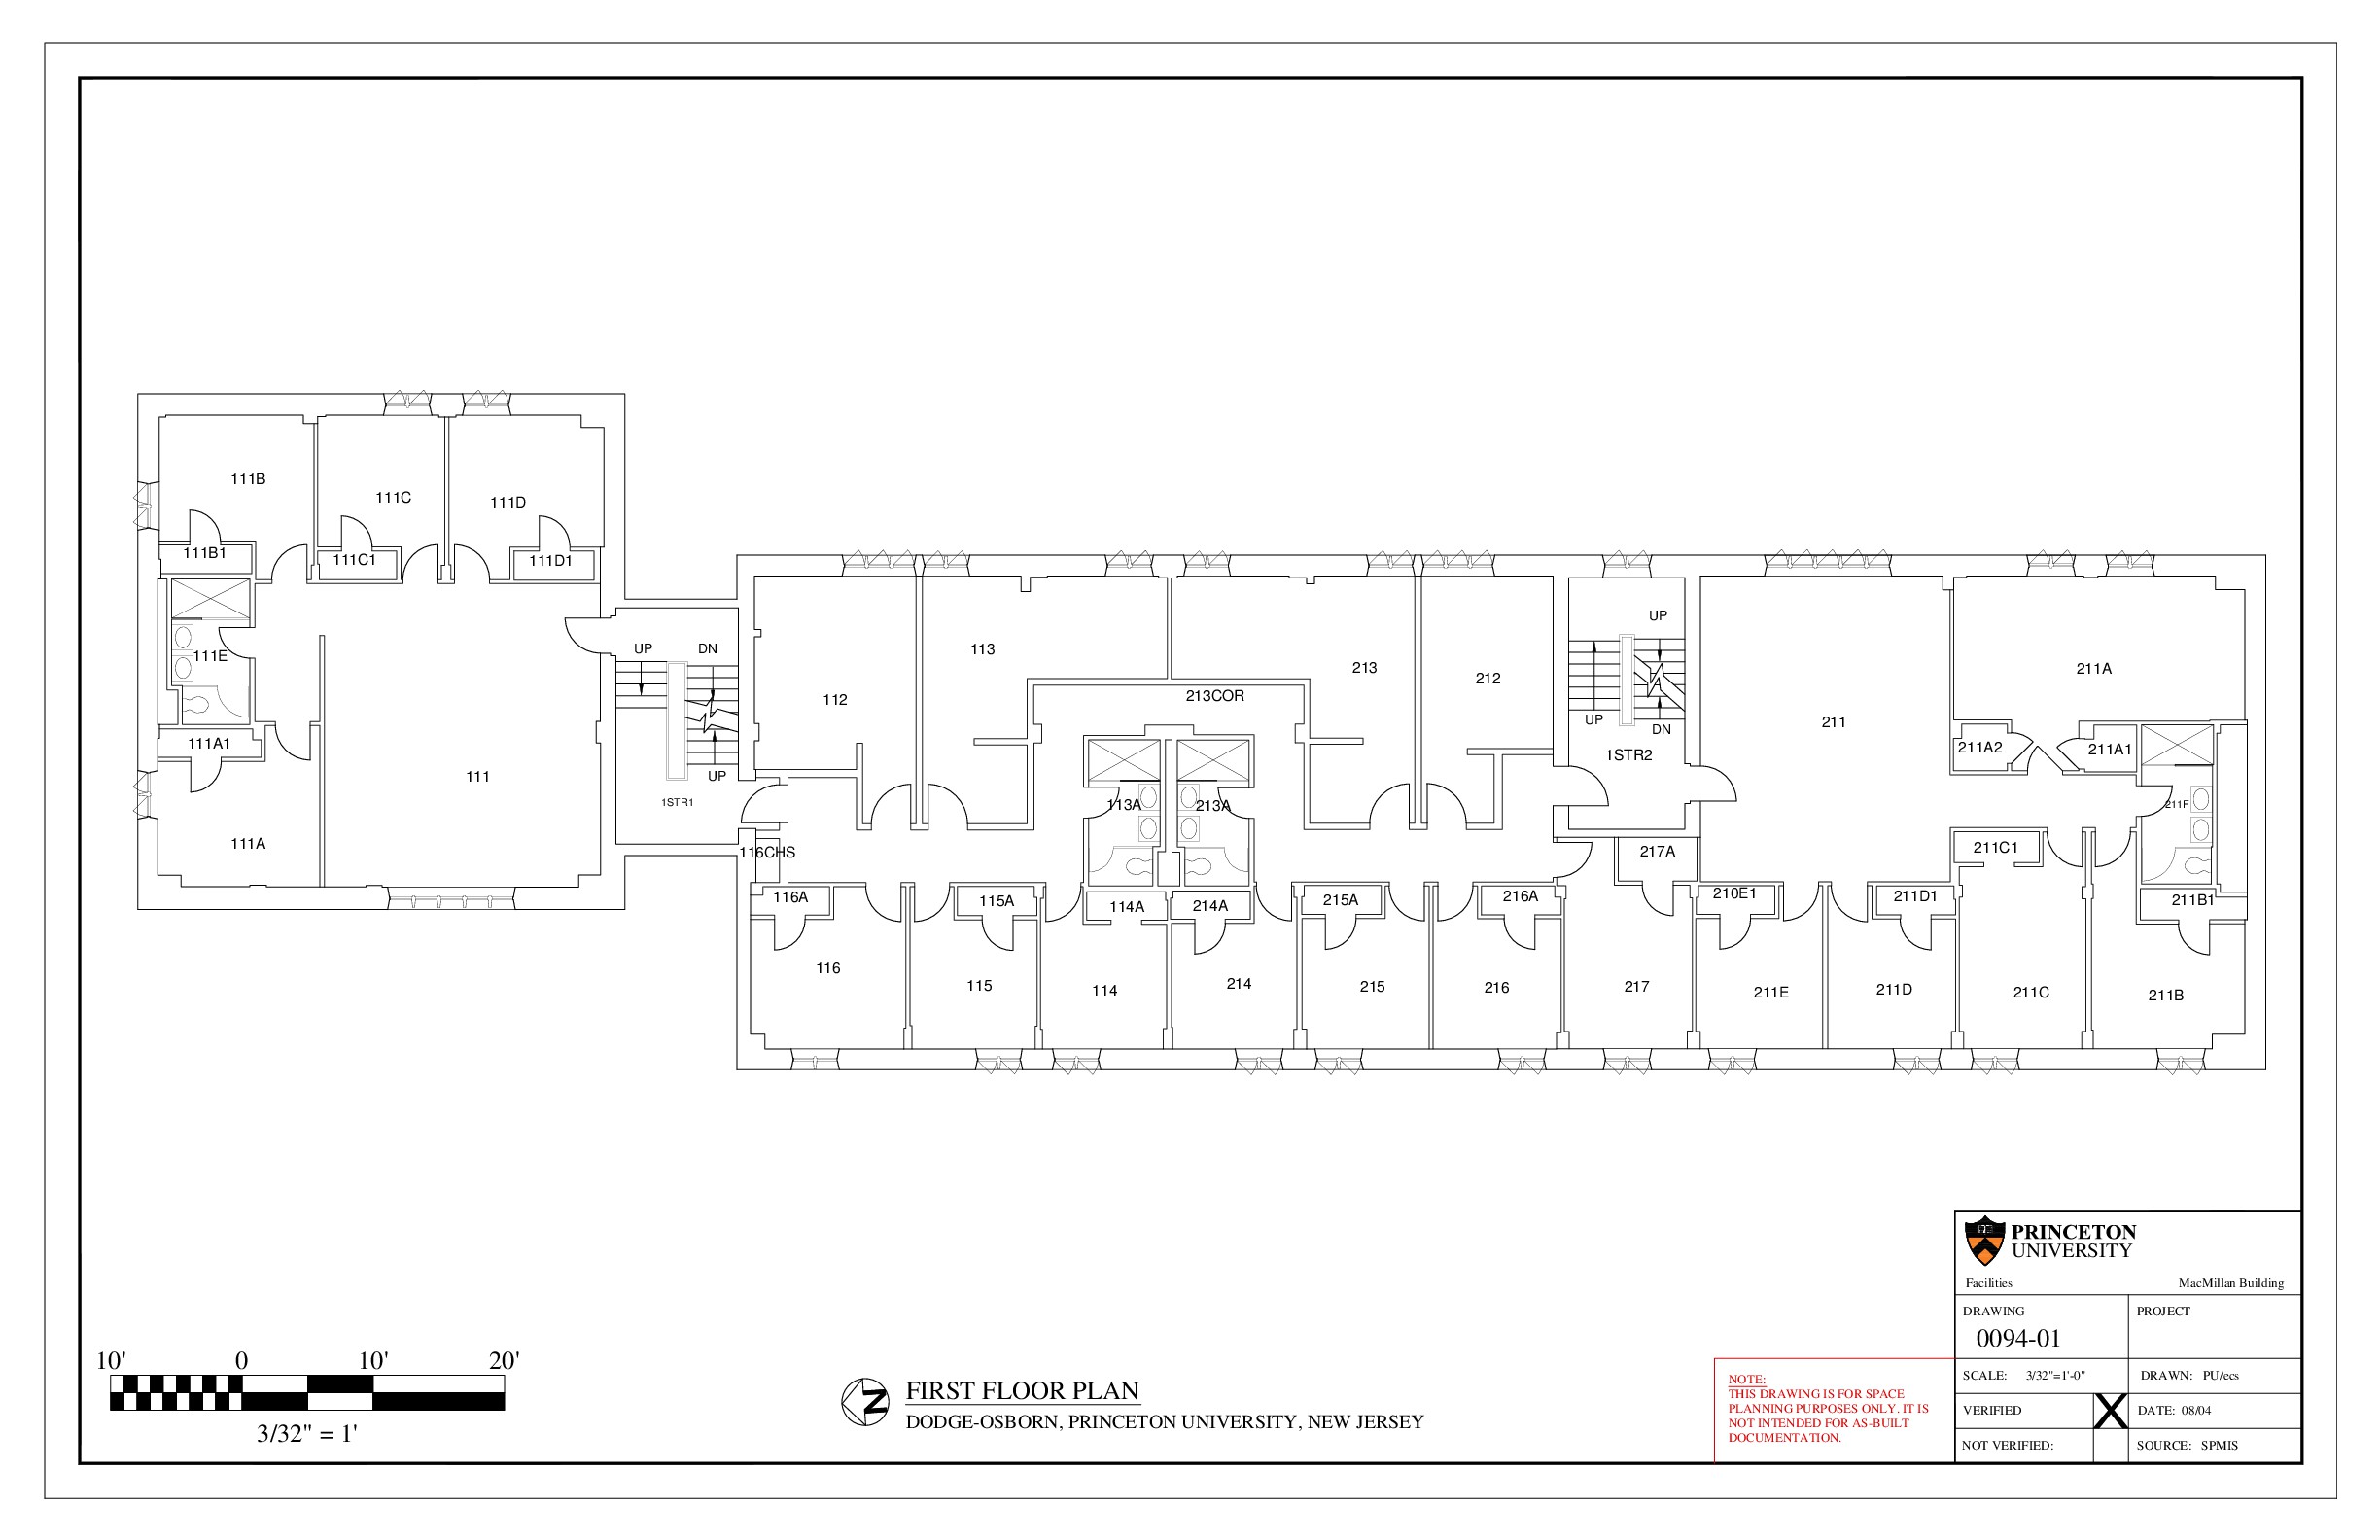 111B
111C
111D
111B1
111C1
111D1
111E
111A1
111
111A
UP
DN
UP
1STR1
112
113
213
212
213COR
113A
213A
116CHS
116A
115A
114A
214A
215A
216A
116
115
114
214
215
216
UP
UP
DN
1STR2
217A
217
211
211A
211A2
211A1
211F
211C1
210E1
211D1
211B1
211E
211D
211C
211B
10'
0
10'
20'
3/32" = 1'
N
FIRST FLOOR PLAN
DODGE-OSBORN, PRINCETON UNIVERSITY, NEW JERSEY
NOTE:
THIS DRAWING IS FOR SPACE
PLANNING PURPOSES ONLY. IT IS
NOT INTENDED FOR AS-BUILT
DOCUMENTATION.
PRINCETON
UNIVERSITY
Facilities
MacMillan Building
DRAWING
0094-01
PROJECT
SCALE: 3/32"=1'-0"
DRAWN: PU/ecs
VERIFIED
X
DATE: 08/04
NOT VERIFIED:
SOURCE: SPMIS